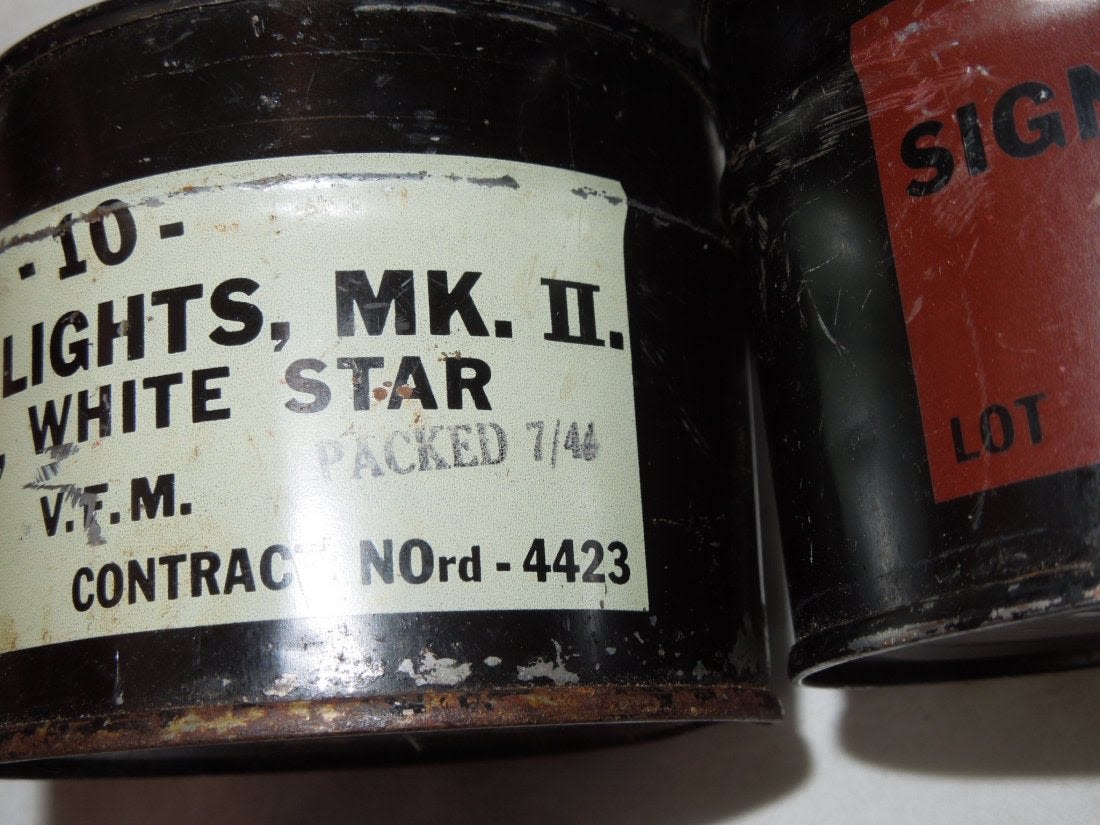 - 10 -
LIGHTS, MK. II.
, WHITE STAR
PACKED 7/44
V.F.M.
CONTRACT NOrd - 4423
SIGN
LOT